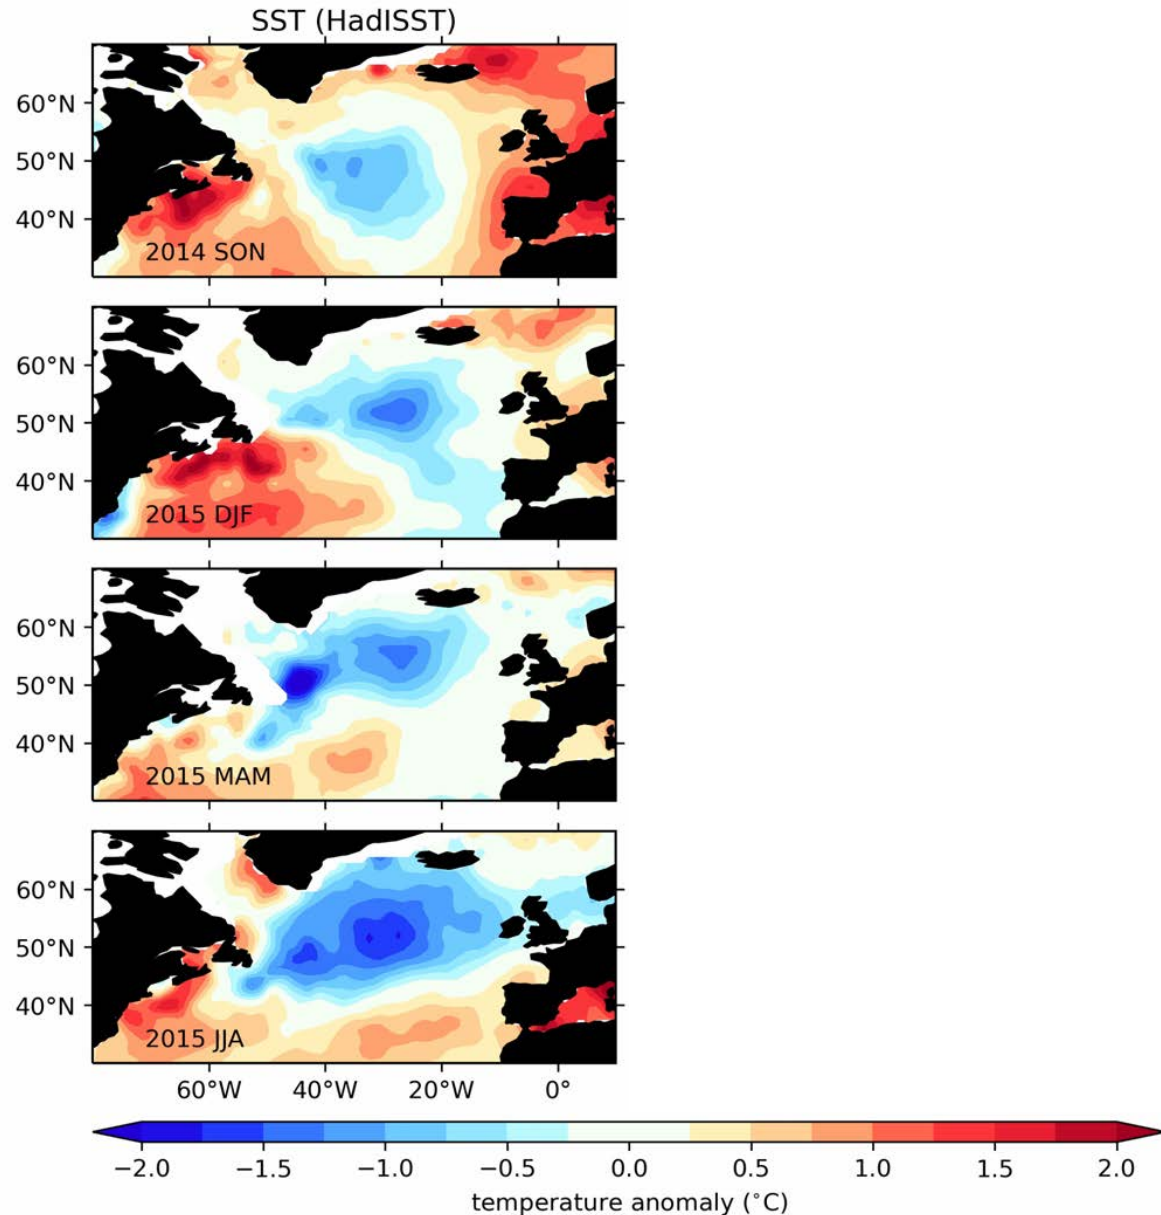 SST (HadISST)
60°N
50°N
40°N
2014 SON
60°N
50°N
40°N
2015 DJF
60°N
50°N
40°N
2015 MAM
60°N
50°N
40°N
2015 JJA
60°W 40°W 20°W 0°
−2.0 −1.5 −1.0 −0.5 0.0 0.5 1.0 1.5 2.0
temperature anomaly (°C)